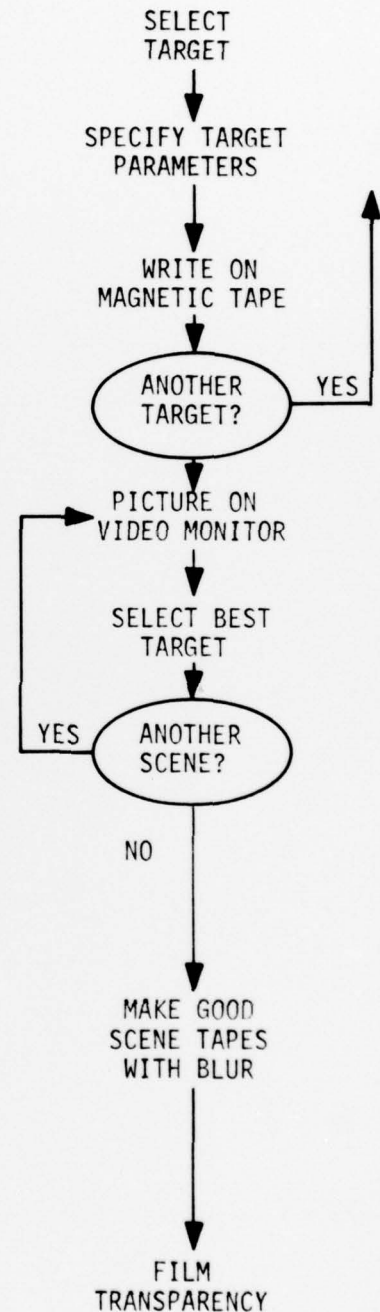 SELECT
TARGET
SPECIFY TARGET
PARAMETERS
WRITE ON
MAGNETIC TAPE
ANOTHER
TARGET?
YES
PICTURE ON
VIDEO MONITOR
SELECT BEST
TARGET
YES
ANOTHER
SCENE?
NO
MAKE GOOD
SCENE TAPES
WITH BLUR
FILM
TRANSPARENCY